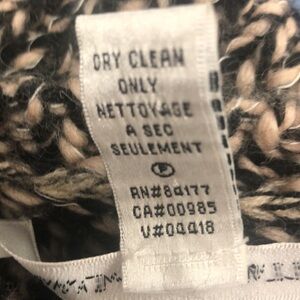 DRY CLEAN
ONLY
NETTOYAGE
A SEC
SEULEMENT
P
RN#84177
CA#00985
V#04418